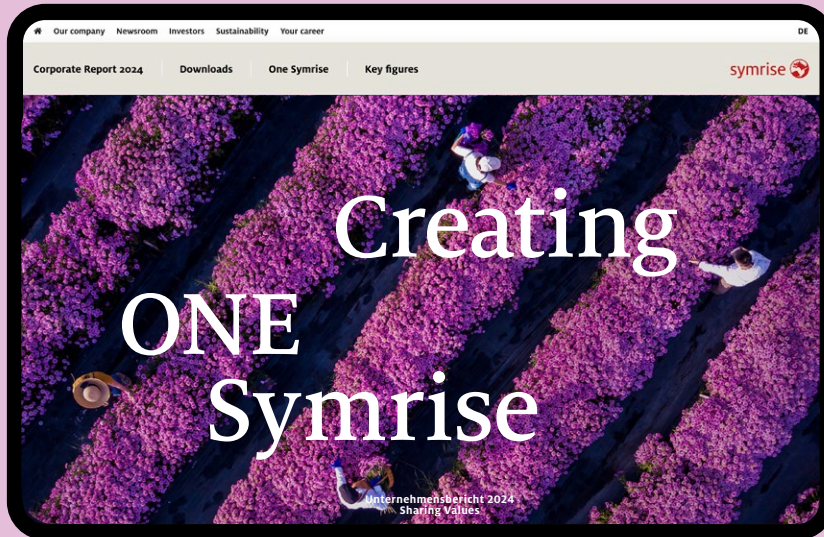 Our company Newsroom Investors Sustainability Your career DE
Corporate Report 2024 Downloads One Symrise Key figures symrise
Creating
ONE
Symrise
Unternehmensbericht 2024
Sharing Values